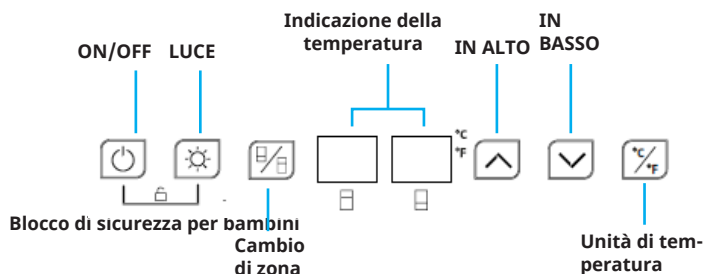 Indicazione della
temperatura
IN
BASSO
ON/OFF
LUCE
IN ALTO
°C
°F
°C/°F
Blocco di sicurezza per bambini
Cambio
di zona
Unità di tem-
peratura